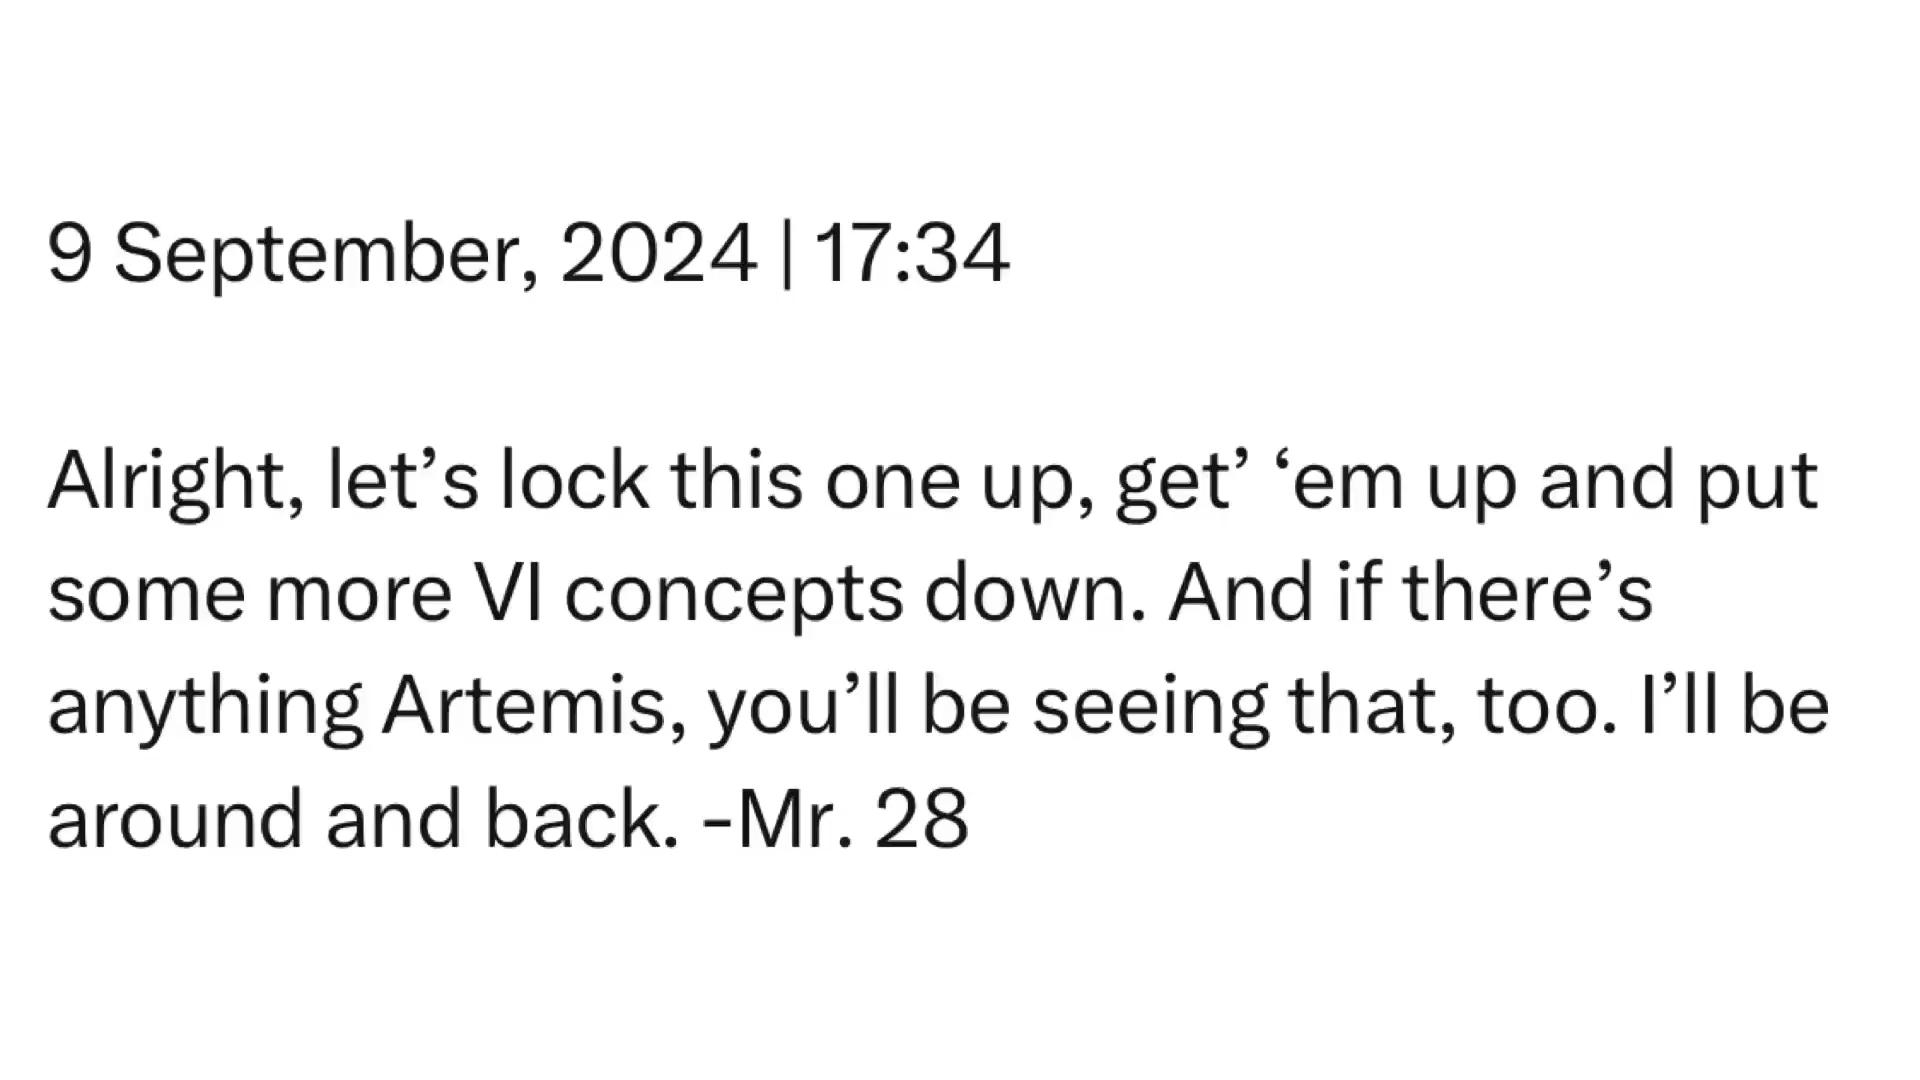 9 September, 2024 | 17:34
Alright, let’s lock this one up, get’ ‘em up and put
some more VI concepts down. And if there’s
anything Artemis, you’ll be seeing that, too. I’ll be
around and back. -Mr. 28